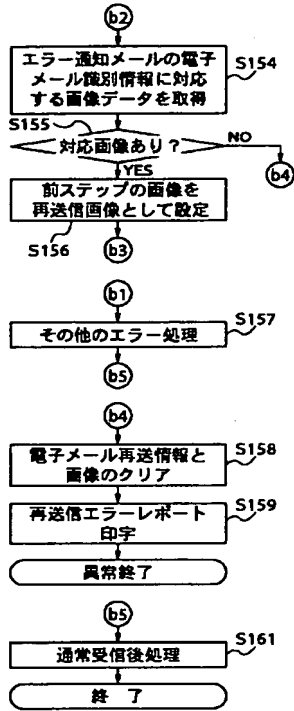 b2
エラー通知メールの電子
メール識別情報に対応
する画像データを取得
S154
S155
対応画像あり？
NO
b4
YES
前ステップの画像を
再送信画像として設定
S156
b3
b1
その他のエラー処理
S157
b5
b4
電子メール再送情報と
画像のクリア
S158
再送信エラーレポート
印字
S159
異常終了
b5
通常受信後処理
S161
終 了